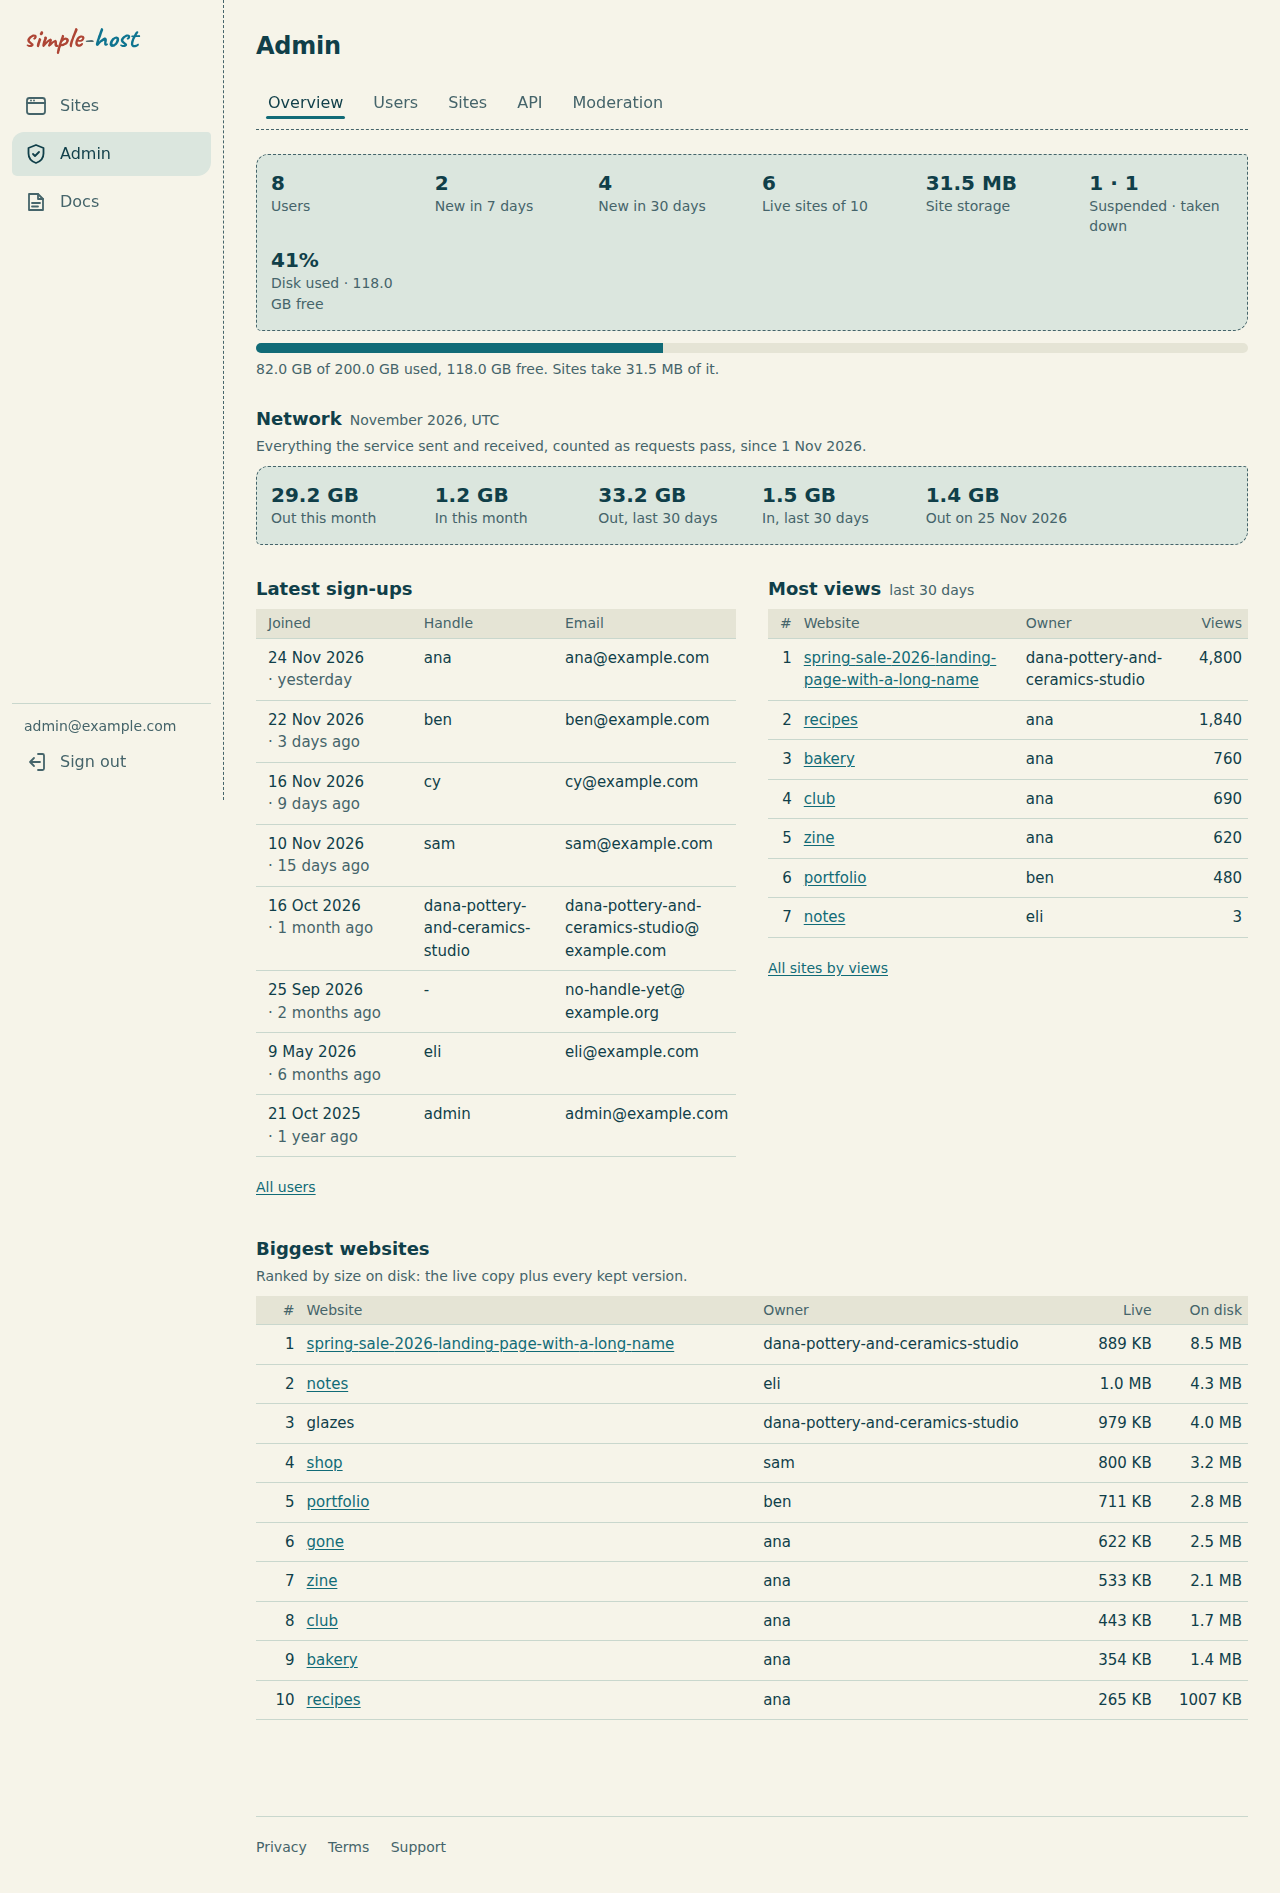 simple-host
Sites
Admin
Docs
admin@example.com
Sign out
Admin
Overview Users Sites API Moderation
8 2 4 6 31.5 MB 1 · 1
Users New in 7 days New in 30 days Live sites of 10 Site storage Suspended · taken
down
41%
Disk used · 118.0
GB free
82.0 GB of 200.0 GB used, 118.0 GB free. Sites take 31.5 MB of it.
Network November 2026, UTC
Everything the service sent and received, counted as requests pass, since 1 Nov 2026.
29.2 GB 1.2 GB 33.2 GB 1.5 GB 1.4 GB
Out this month In this month Out, last 30 days In, last 30 days Out on 25 Nov 2026
Latest sign-ups
Joined Handle Email
24 Nov 2026 ana ana@example.com
· yesterday
22 Nov 2026 ben ben@example.com
· 3 days ago
16 Nov 2026 cy cy@example.com
· 9 days ago
10 Nov 2026 sam sam@example.com
· 15 days ago
16 Oct 2026 dana-pottery- dana-pottery-and-
· 1 month ago and-ceramics- ceramics-studio@
studio example.com
25 Sep 2026 - no-handle-yet@
· 2 months ago example.org
9 May 2026 eli eli@example.com
· 6 months ago
21 Oct 2025 admin admin@example.com
· 1 year ago
All users
Most views last 30 days
# Website Owner Views
1 spring-sale-2026-landing- dana-pottery-and- 4,800
page-with-a-long-name ceramics-studio
2 recipes ana 1,840
3 bakery ana 760
4 club ana 690
5 zine ana 620
6 portfolio ben 480
7 notes eli 3
All sites by views
Biggest websites
Ranked by size on disk: the live copy plus every kept version.
# Website Owner Live On disk
1 spring-sale-2026-landing-page-with-a-long-name dana-pottery-and-ceramics-studio 889 KB 8.5 MB
2 notes eli 1.0 MB 4.3 MB
3 glazes dana-pottery-and-ceramics-studio 979 KB 4.0 MB
4 shop sam 800 KB 3.2 MB
5 portfolio ben 711 KB 2.8 MB
6 gone ana 622 KB 2.5 MB
7 zine ana 533 KB 2.1 MB
8 club ana 443 KB 1.7 MB
9 bakery ana 354 KB 1.4 MB
10 recipes ana 265 KB 1007 KB
Privacy Terms Support